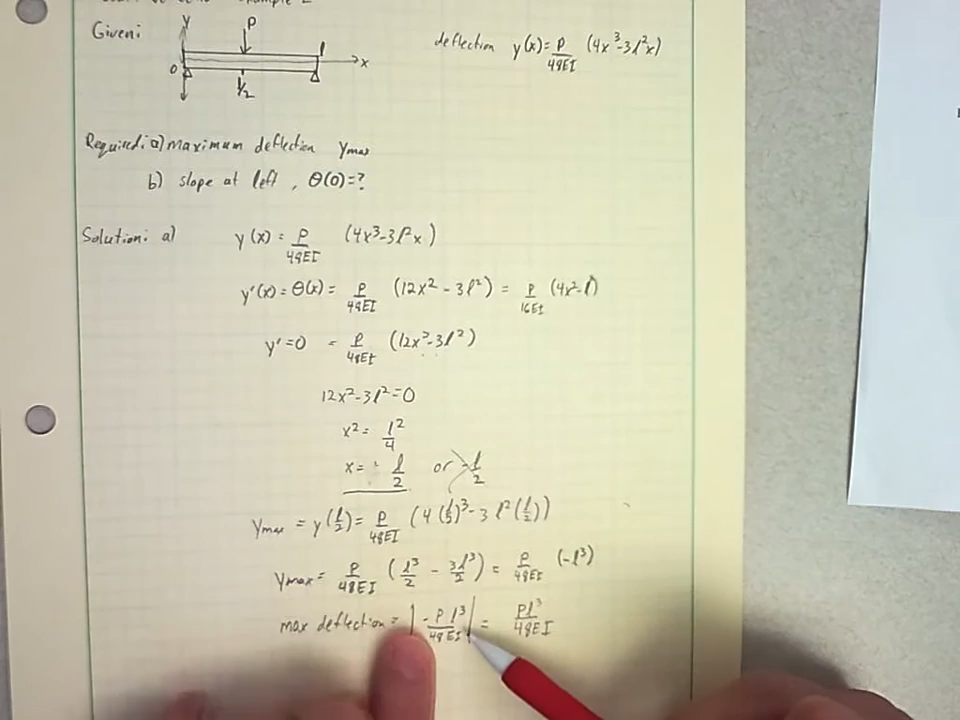 Given:
y P l x
0 l/2
deflection y(x) = P/48EI (4x³-3l²x)
Required: a) maximum deflection ymax
b) slope at left, θ(0)=?
Solution: a) y(x) = P/48EI (4x³-3l²x)
y'(x) = θ(x) = P/48EI (12x² - 3l²) = P/16EI (4x²-l)
y'=0 = P/48EI (12x²-3l²)
12x²-3l²=0
x² = l²/4
x = l/2 or -l/2
Ymax = y(l/2) = P/48EI (4(l/2)³ - 3l²(l/2))
Ymax = P/48EI (l³/2 - 3l³/2) = P/48EI (-l³)
max deflection = |-Pl³/48EI| = Pl³/48EI